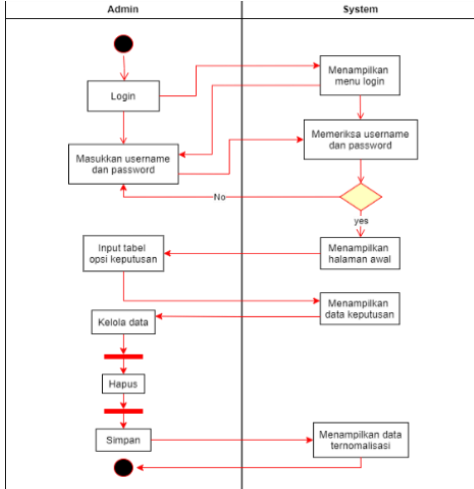 Admin
System
Login
Menampilkan
menu login
Masukkan username
dan password
Memeriksa username
dan password
No
yes
Input tabel
opsi keputusan
Menampilkan
halaman awal
Menampilkan
data keputusan
Kelola data
Hapus
Simpan
Menampilkan data
ternomalisasi